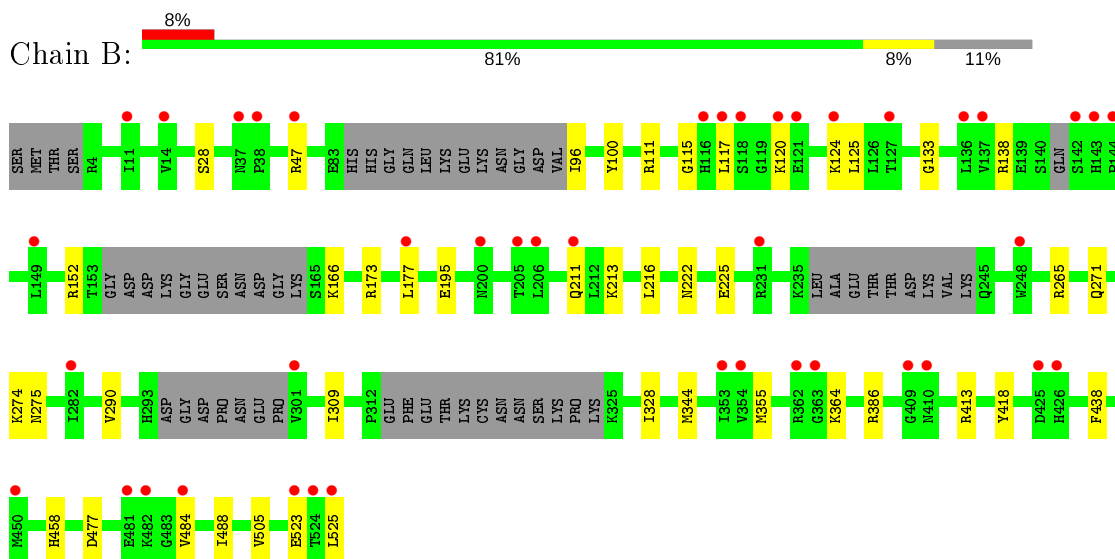 8%
Chain B:
81% 8% 11%
SER MET THR SER R4 I11 V14 S28 N37 P38 R47 E83 HIS HIS GLY GLN LEU LYS GLU LYS ASN GLY ASP VAL I96 Y100 R111 G115 H116 L117 S118 G119 K120 E121 K124 L125 L126 T127 G133 L136 V137 R138 E139 S140 GLN S142 H143
L149 R152 T153 GLY ASP ASP LYS GLY GLU SER ASN ASP GLY LYS S165 K166 R173 L177 E195 N200 T205 L206 Q211 L212 K213 L216 N222 E225 R231 K235 LEU ALA GLU THR THR ASP LYS VAL LYS Q245 W248 R265 Q271
K274 N275 I282 V290 H293 ASP GLY ASP PRO ASN GLU PRO V301 I309 P312 GLU PHE GLU THR LYS CYS ASN ASN SER LYS PRO LYS K325 I328 M344 I353 V354 M355 R362 G363 K364 R386 G409 N410 R413 Y418 D425 H426 F438
M450 H458 D477 E481 K482 G483 V484 I488 V505 E523 T524 L525